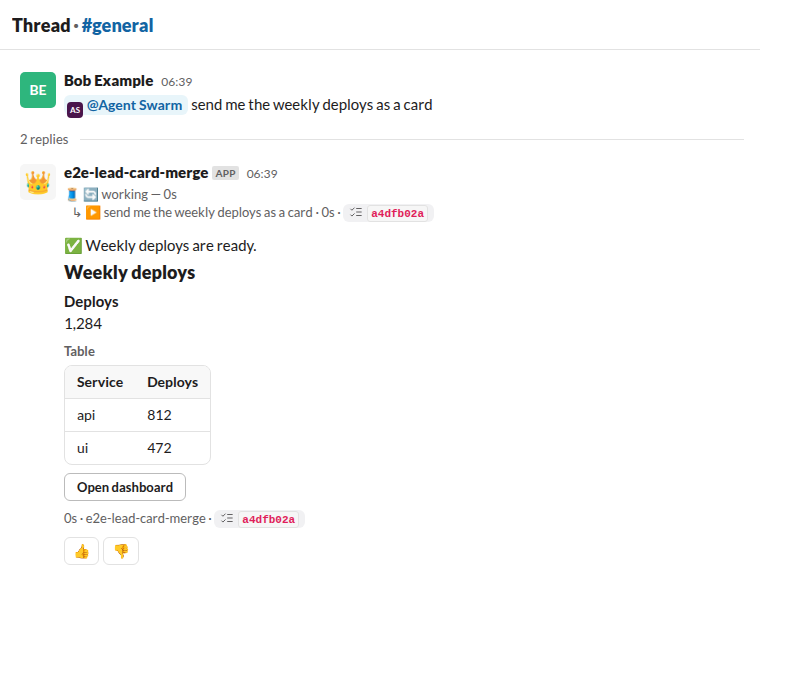 Thread · #general
BE
Bob Example 06:39
AS @Agent Swarm send me the weekly deploys as a card
2 replies
e2e-lead-card-merge APP 06:39
working — 0s
↳ send me the weekly deploys as a card · 0s · a4dfb02a
Weekly deploys are ready.
Weekly deploys
Deploys
1,284
Table
Service Deploys
api 812
ui 472
Open dashboard
0s · e2e-lead-card-merge · a4dfb02a